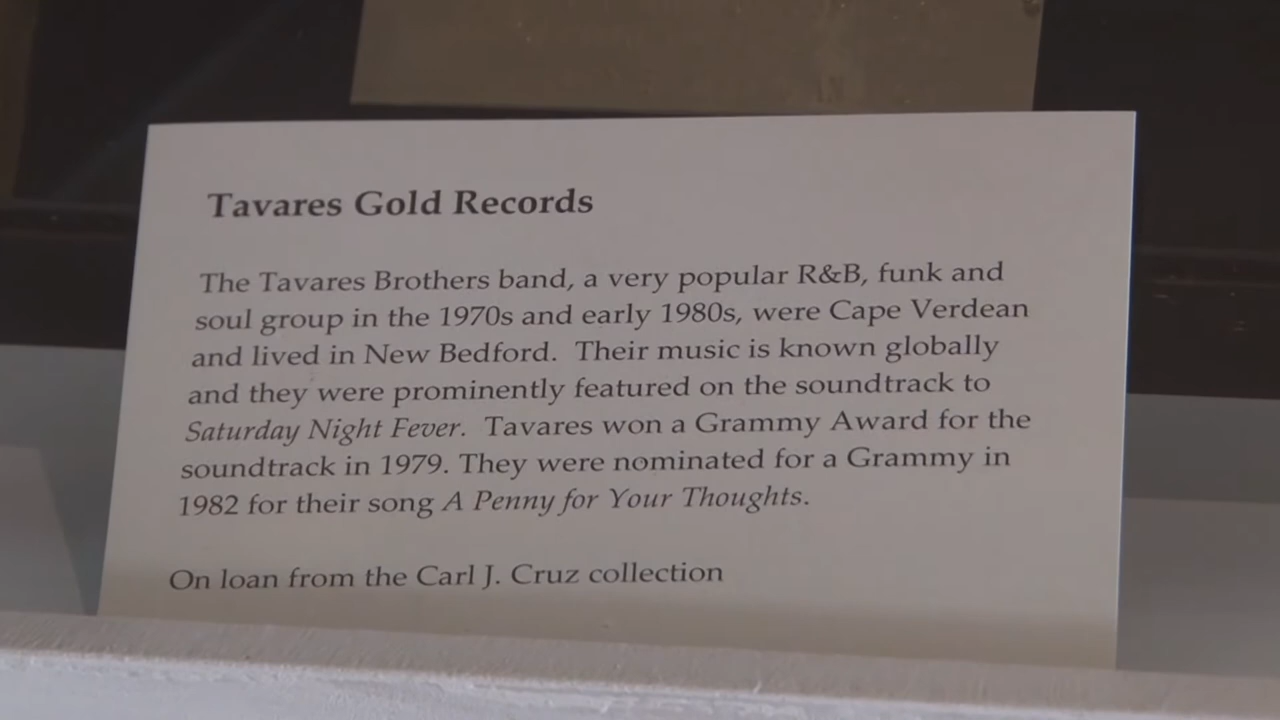 Tavares Gold Records
The Tavares Brothers band, a very popular R&B, funk and
soul group in the 1970s and early 1980s, were Cape Verdean
and lived in New Bedford. Their music is known globally
and they were prominently featured on the soundtrack to
Saturday Night Fever. Tavares won a Grammy Award for the
soundtrack in 1979. They were nominated for a Grammy in
1982 for their song A Penny for Your Thoughts.
On loan from the Carl J. Cruz collection